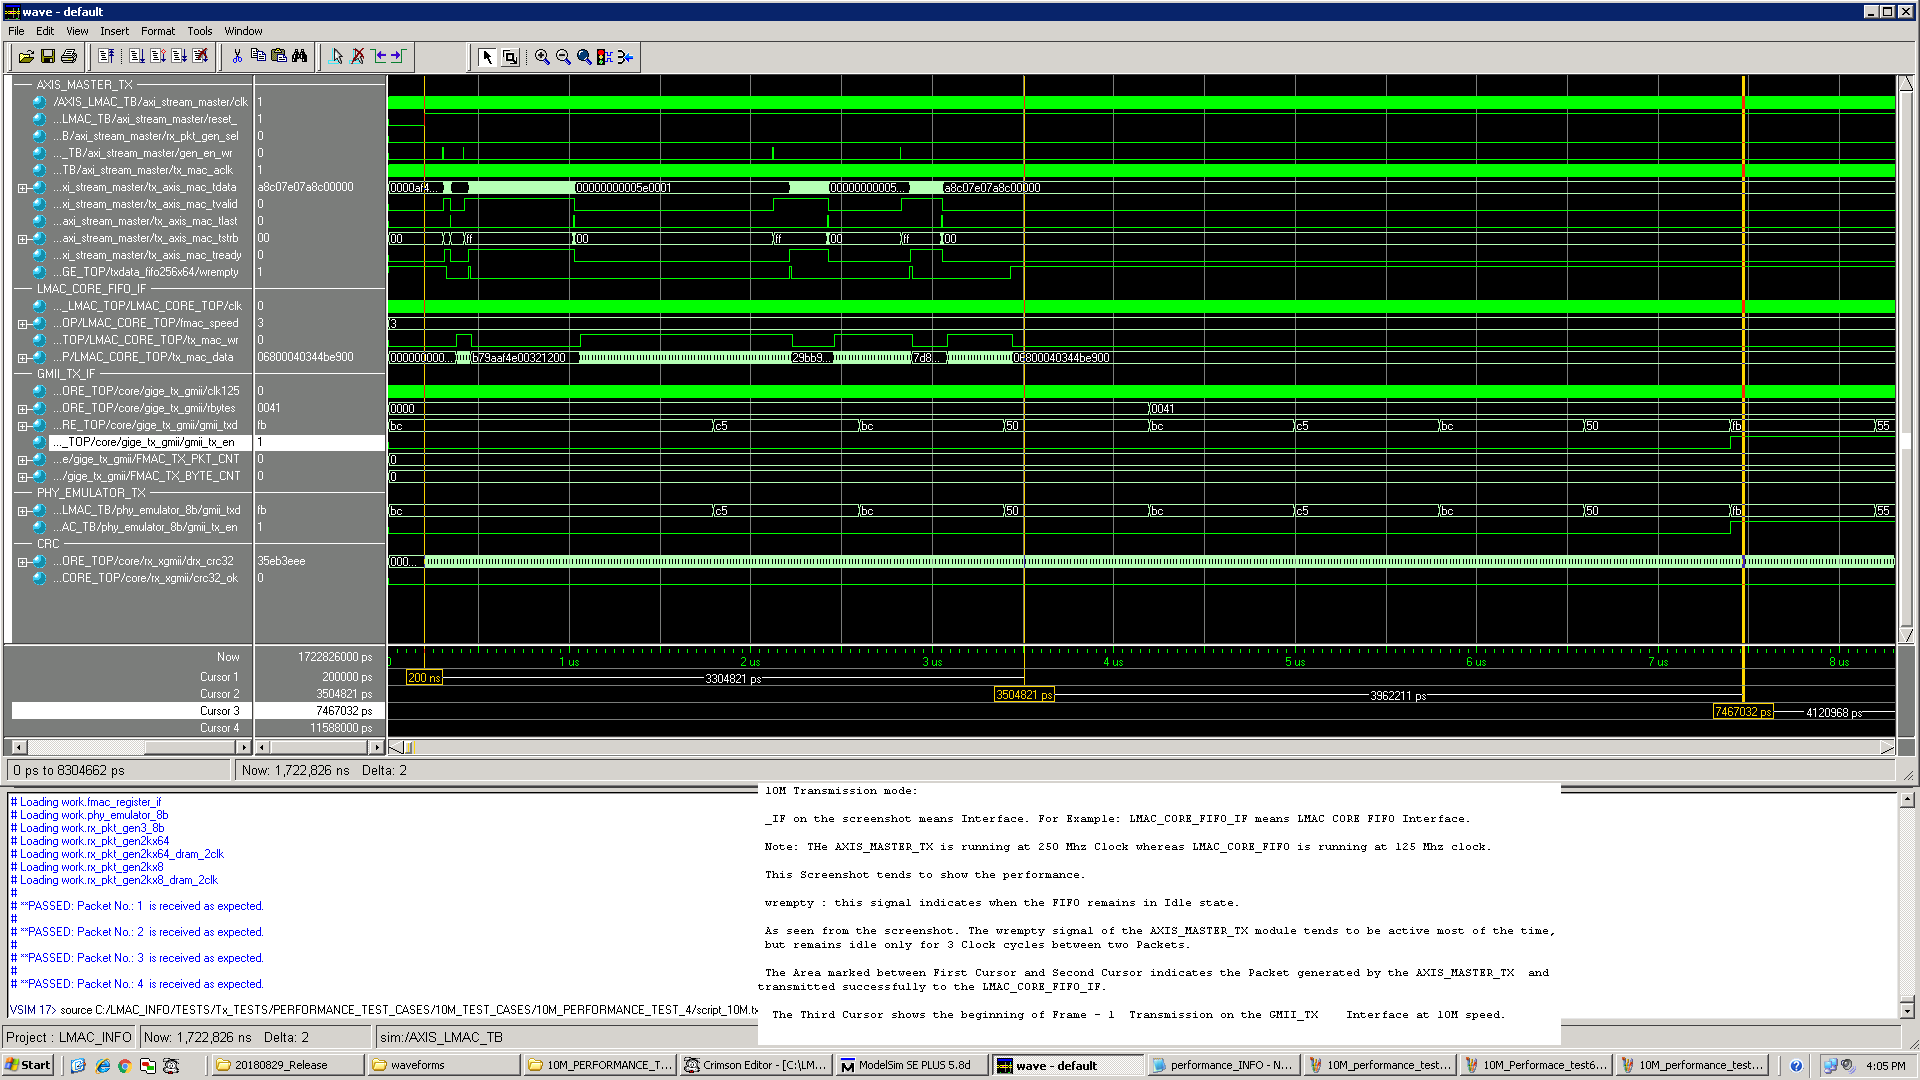 wave - default
File Edit View Insert Format Tools Window
AXIS_MASTER_TX
/AXIS_LMAC_TB/axi_stream_master/clk 1
...LMAC_TB/axi_stream_master/reset_ 1
...B/axi_stream_master/rx_pkt_gen_sel 0
..._TB/axi_stream_master/gen_en_wr 0
...TB/axi_stream_master/tx_mac_aclk 1
...xi_stream_master/tx_axis_mac_tdata a8c07e07a8c00000 0000af4... 00000000005e0001 00000000005... a8c07e07a8c00000
...xi_stream_master/tx_axis_mac_tvalid 0
...axi_stream_master/tx_axis_mac_tlast 0
...axi_stream_master/tx_axis_mac_tstrb 00 00 ff 00 ff 00 ff 00
...xi_stream_master/tx_axis_mac_tready 0
...GE_TOP/txdata_fifo256x64/wrempty 1
LMAC_CORE_FIFO_IF
..._LMAC_TOP/LMAC_CORE_TOP/clk 0
...OP/LMAC_CORE_TOP/fmac_speed 3 3
...TOP/LMAC_CORE_TOP/tx_mac_wr 0
...P/LMAC_CORE_TOP/tx_mac_data 06800040344be900 000000000... b79aaf4e00321200 29bb9... 7d8... 06800040344be900
GMII_TX_IF
...ORE_TOP/core/gige_tx_gmii/clk125 0
...ORE_TOP/core/gige_tx_gmii/rbytes 0041 0000 0041
...RE_TOP/core/gige_tx_gmii/gmii_txd fb bc c5 bc 50 bc c5 bc 50 fb 55
..._TOP/core/gige_tx_gmii/gmii_tx_en 1
...e/gige_tx_gmii/FMAC_TX_PKT_CNT 0 0
.../gige_tx_gmii/FMAC_TX_BYTE_CNT 0 0
PHY_EMULATOR_TX
...LMAC_TB/phy_emulator_8b/gmii_txd fb bc c5 bc 50 bc c5 bc 50 fb 55
...AC_TB/phy_emulator_8b/gmii_tx_en 1
CRC
...ORE_TOP/core/rx_xgmii/drx_crc32 35eb3eee 000...
...CORE_TOP/core/rx_xgmii/crc32_ok 0
Now 1722826000 ps 0 1 us 2 us 3 us 4 us 5 us 6 us 7 us 8 us
Cursor 1 200000 ps 200 ns 3304821 ps
Cursor 2 3504821 ps 3504821 ps 3962211 ps
Cursor 3 7467032 ps 7467032 ps 4120968 ps
Cursor 4 11588000 ps
0 ps to 8304662 ps Now: 1,722,826 ns Delta: 2
# Loading work.fmac_register_if
# Loading work.phy_emulator_8b
# Loading work.rx_pkt_gen3_8b
# Loading work.rx_pkt_gen2kx64
# Loading work.rx_pkt_gen2kx64_dram_2clk
# Loading work.rx_pkt_gen2kx8
# Loading work.rx_pkt_gen2kx8_dram_2clk
#
# **PASSED: Packet No.: 1 is received as expected.
#
# **PASSED: Packet No.: 2 is received as expected.
#
# **PASSED: Packet No.: 3 is received as expected.
#
# **PASSED: Packet No.: 4 is received as expected.
VSIM 17> source C:/LMAC_INFO/TESTS/Tx_TESTS/PERFORMANCE_TEST_CASES/10M_TEST_CASES/10M_PERFORMANCE_TEST_4/script_10M.tx
10M Transmission mode:
_IF on the screenshot means Interface. For Example: LMAC_CORE_FIFO_IF means LMAC CORE FIFO Interface.
Note: THe AXIS_MASTER_TX is running at 250 Mhz Clock whereas LMAC_CORE_FIFO is running at 125 Mhz clock.
This Screenshot tends to show the performance.
wrempty : this signal indicates when the FIFO remains in Idle state.
As seen from the screenshot. The wrempty signal of the AXIS_MASTER_TX module tends to be active most of the time,
but remains idle only for 3 Clock cycles between two Packets.
The Area marked between First Cursor and Second Cursor indicates the Packet generated by the AXIS_MASTER_TX and
transmitted successfully to the LMAC_CORE_FIFO_IF.
The Third Cursor shows the beginning of Frame - 1 Transmission on the GMII_TX Interface at 10M speed.
Project : LMAC_INFO Now: 1,722,826 ns Delta: 2 sim:/AXIS_LMAC_TB
Start 20180829_Release waveforms 10M_PERFORMANCE_T... Crimson Editor - [C:\LM... ModelSim SE PLUS 5.8d wave - default performance_INFO - N... 10M_performance_test... 10M_Performace_test6... 10M_performance_test... 4:05 PM